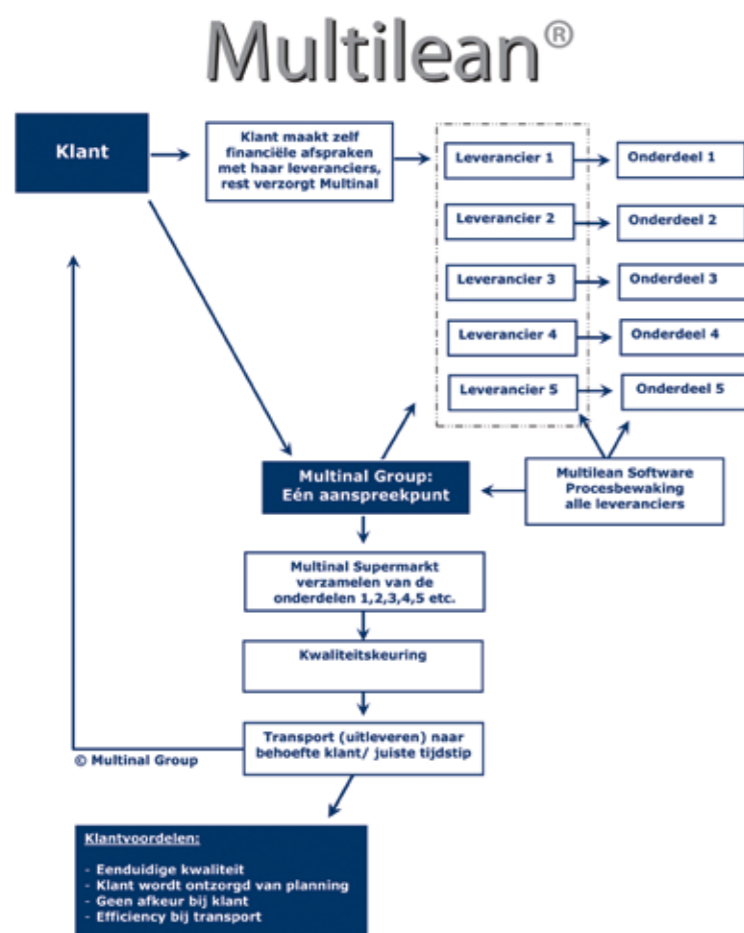 Multilean®
Klant
Klant maakt zelf
financiële afspraken
met haar leveranciers,
rest verzorgt Multinal
Leverancier 1
Onderdeel 1
Leverancier 2
Onderdeel 2
Leverancier 3
Onderdeel 3
Leverancier 4
Onderdeel 4
Leverancier 5
Onderdeel 5
Multinal Group:
Eén aanspreekpunt
Multilean Software
Procesbewaking
alle leveranciers
Multinal Supermarkt
verzamelen van de
onderdelen 1,2,3,4,5 etc.
Kwaliteitskeuring
Transport (uitleveren) naar
behoefte klant/ juiste tijdstip
© Multinal Group
Klantvoordelen:
- Eenduidige kwaliteit
- Klant wordt ontzorgd van planning
- Geen afkeur bij klant
- Efficiency bij transport